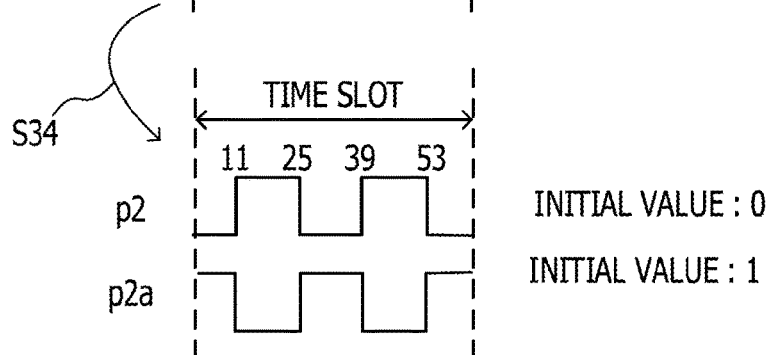 TIME SLOT
S34
11 25 39 53
p2
INITIAL VALUE : 0
p2a
INITIAL VALUE : 1